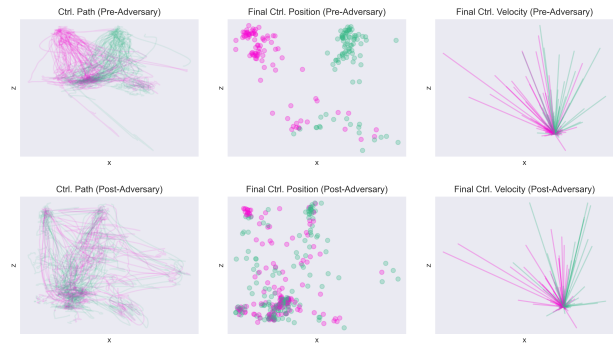 Ctrl. Path (Pre-Adversary)
Final Ctrl. Position (Pre-Adversary)
Final Ctrl. Velocity (Pre-Adversary)
z
z
z
x
x
x
Ctrl. Path (Post-Adversary)
Final Ctrl. Position (Post-Adversary)
Final Ctrl. Velocity (Post-Adversary)
z
z
z
x
x
x